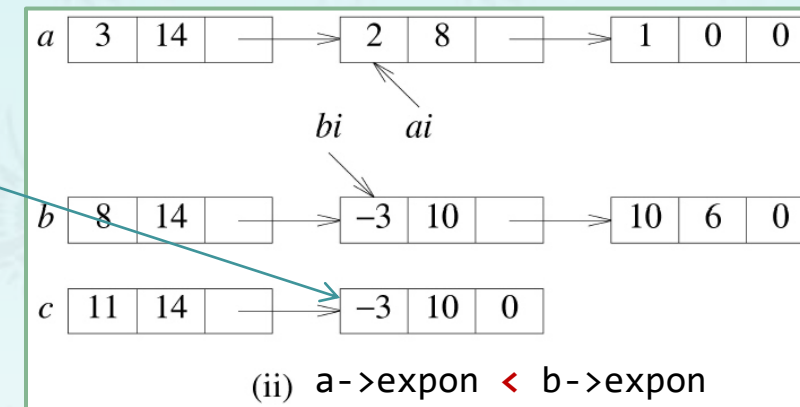 a 3 14 2 8 1 0 0
bi ai
b 8 14 −3 10 10 6 0
c 11 14 −3 10 0
(ii) a->expon < b->expon